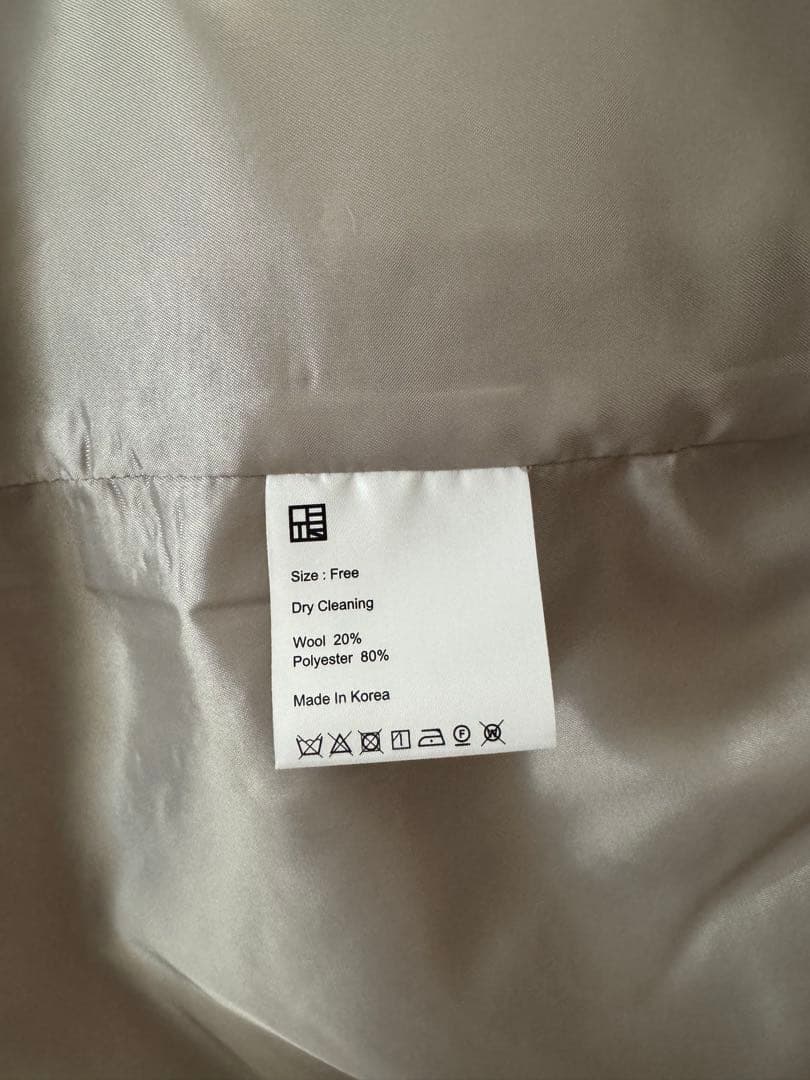 Size : Free
Dry Cleaning
Wool 20%
Polyester 80%
Made In Korea
F W